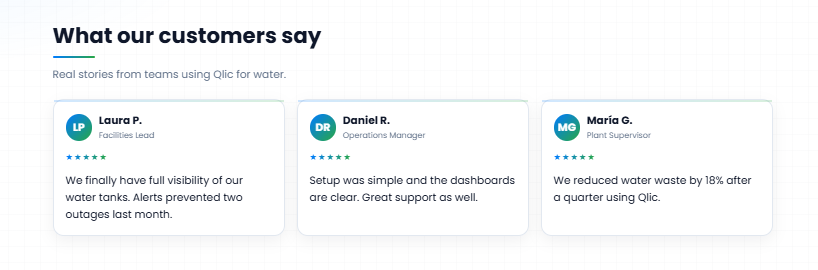 What our customers say
Real stories from teams using Qlic for water.
LP
Laura P.
Facilities Lead
★★★★★
We finally have full visibility of our
water tanks. Alerts prevented two
outages last month.
DR
Daniel R.
Operations Manager
★★★★★
Setup was simple and the dashboards
are clear. Great support as well.
MG
María G.
Plant Supervisor
★★★★★
We reduced water waste by 18% after
a quarter using Qlic.